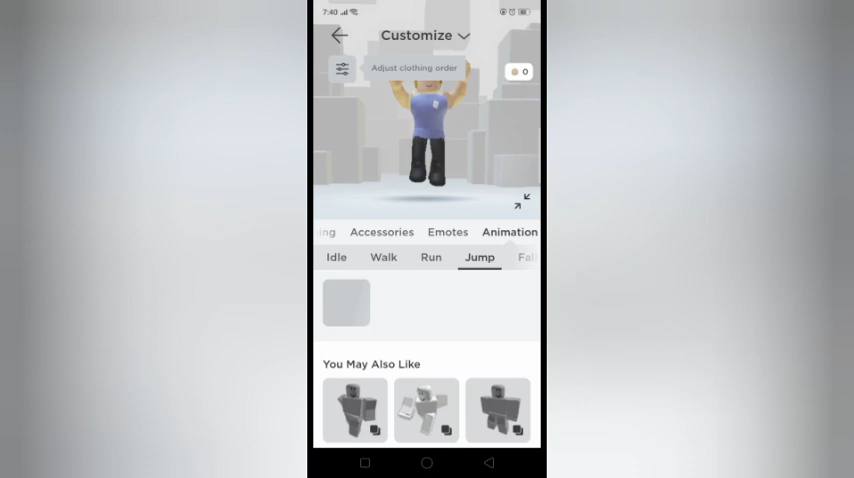 7:40
Customize
Adjust clothing order
0
ing Accessories Emotes Animation
Idle Walk Run Jump Fal
You May Also Like